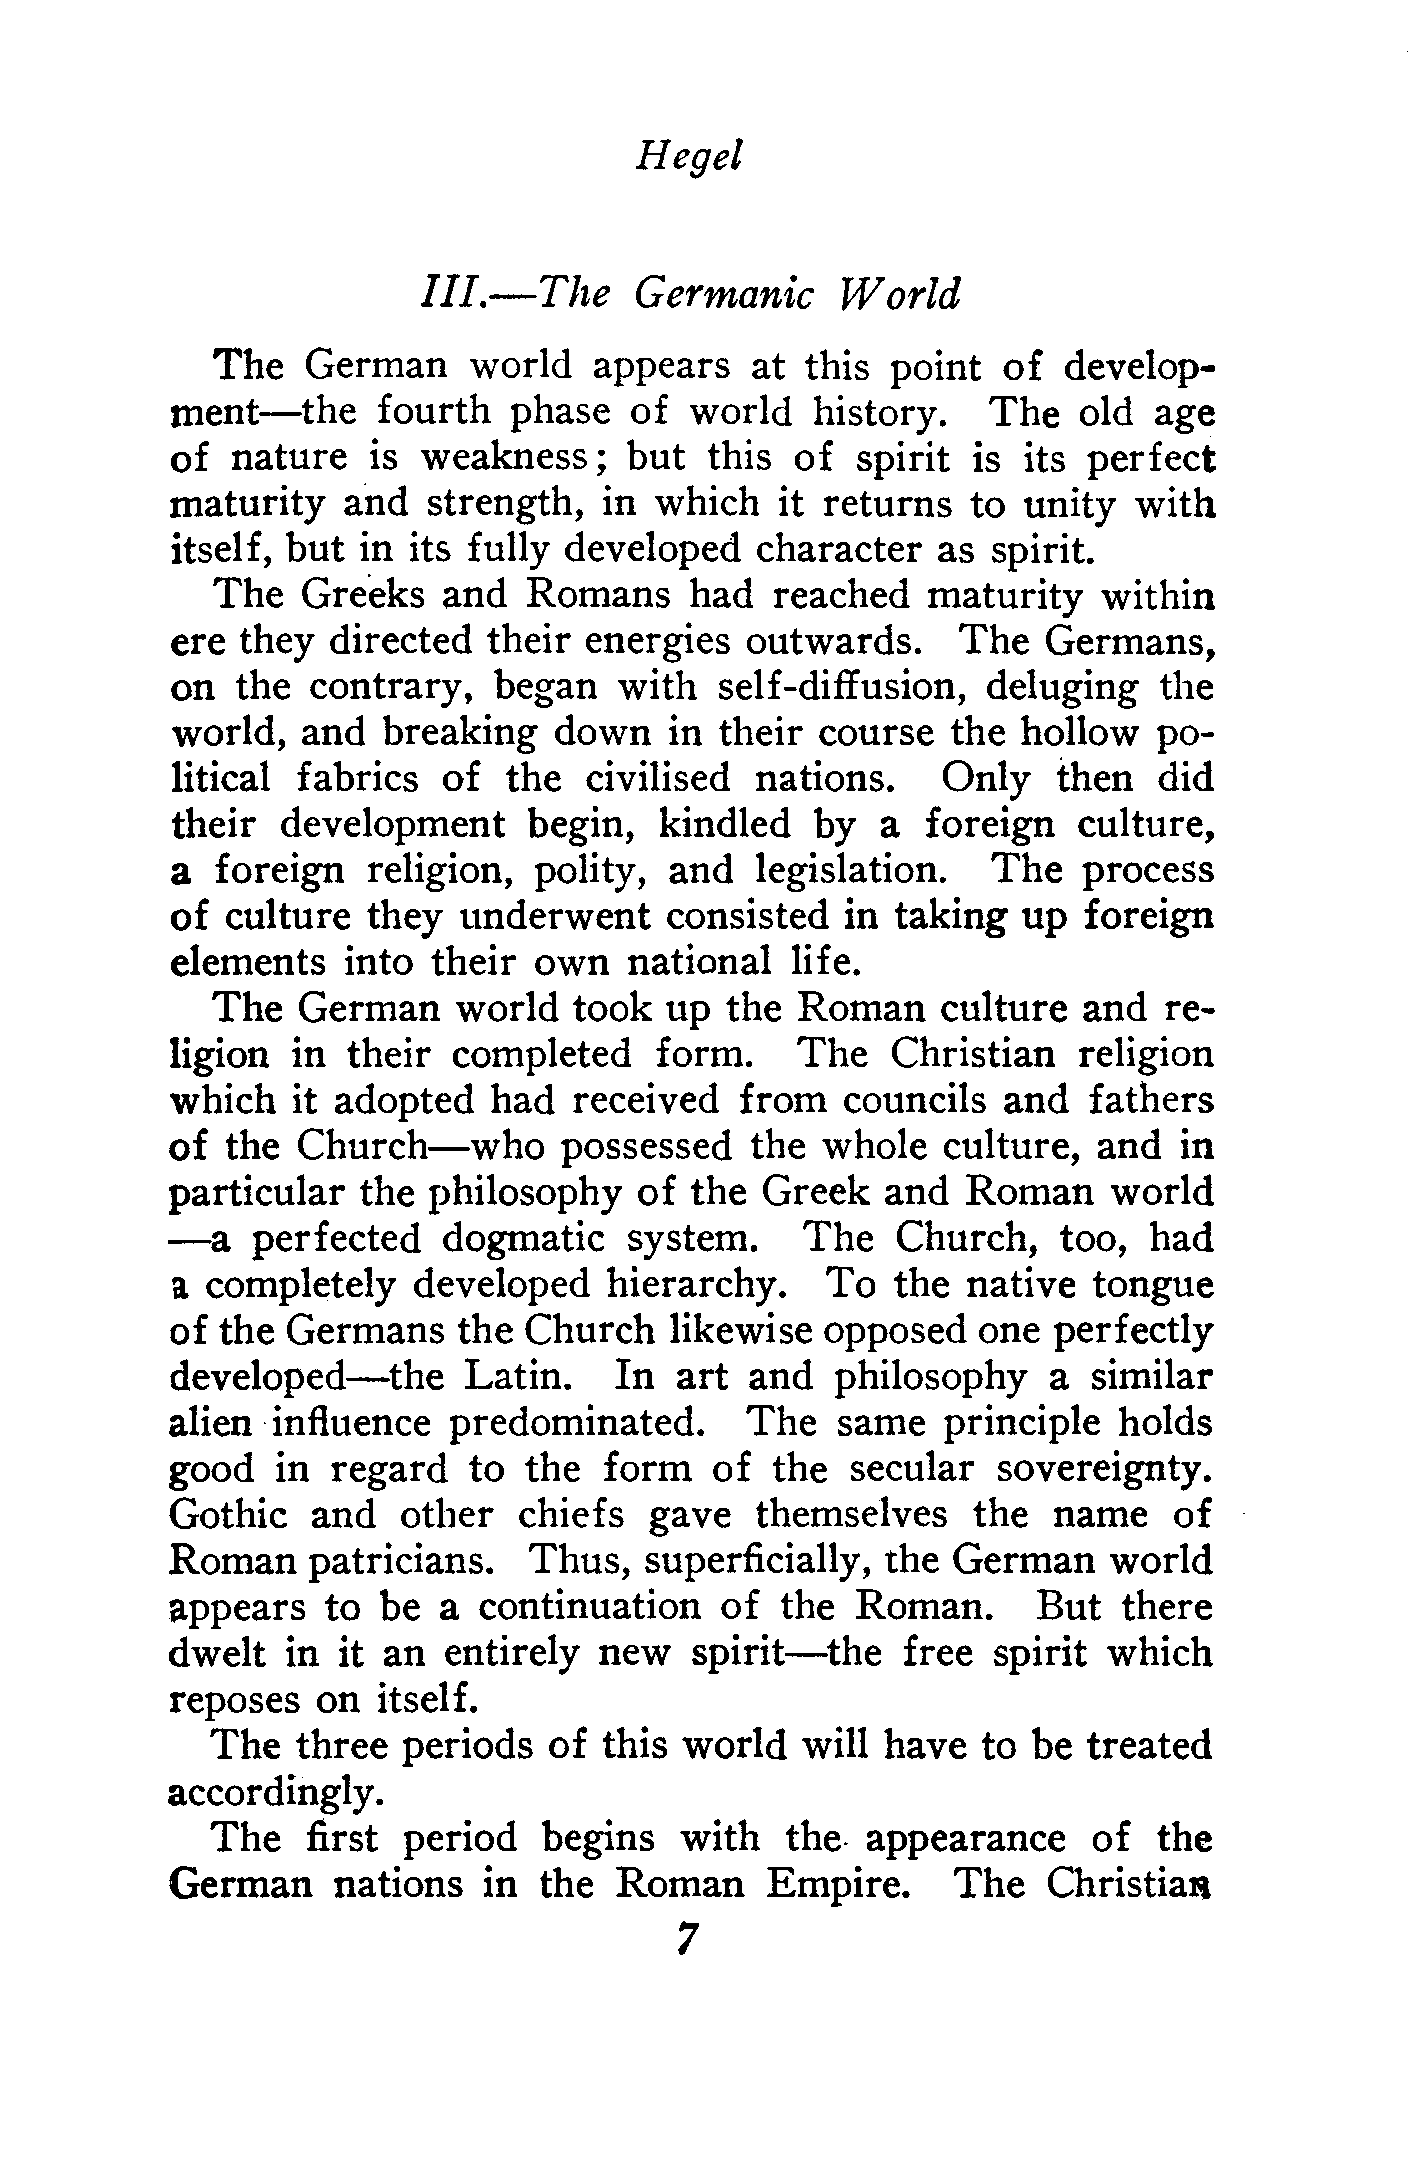 Hegel
III.—The Germanic World
The German world appears at this point of develop-
ment—the fourth phase of world history. The old age
of nature is weakness; but this of spirit is its perfect
maturity and strength, in which it returns to unity with
itself, but in its fully developed character as spirit.
The Greeks and Romans had reached maturity within
ere they directed their energies outwards. The Germans,
on the contrary, began with self-diffusion, deluging the
world, and breaking down in their course the hollow po-
litical fabrics of the civilised nations. Only then did
their development begin, kindled by a foreign culture,
a foreign religion, polity, and legislation. The process
of culture they underwent consisted in taking up foreign
elements into their own national life.
The German world took up the Roman culture and re-
ligion in their completed form. The Christian religion
which it adopted had received from councils and fathers
of the Church—who possessed the whole culture, and in
particular the philosophy of the Greek and Roman world
—a perfected dogmatic system. The Church, too, had
a completely developed hierarchy. To the native tongue
of the Germans the Church likewise opposed one perfectly
developed—the Latin. In art and philosophy a similar
alien influence predominated. The same principle holds
good in regard to the form of the secular sovereignty.
Gothic and other chiefs gave themselves the name of
Roman patricians. Thus, superficially, the German world
appears to be a continuation of the Roman. But there
dwelt in it an entirely new spirit—the free spirit which
reposes on itself.
The three periods of this world will have to be treated
accordingly.
The first period begins with the appearance of the
German nations in the Roman Empire. The Christian
7